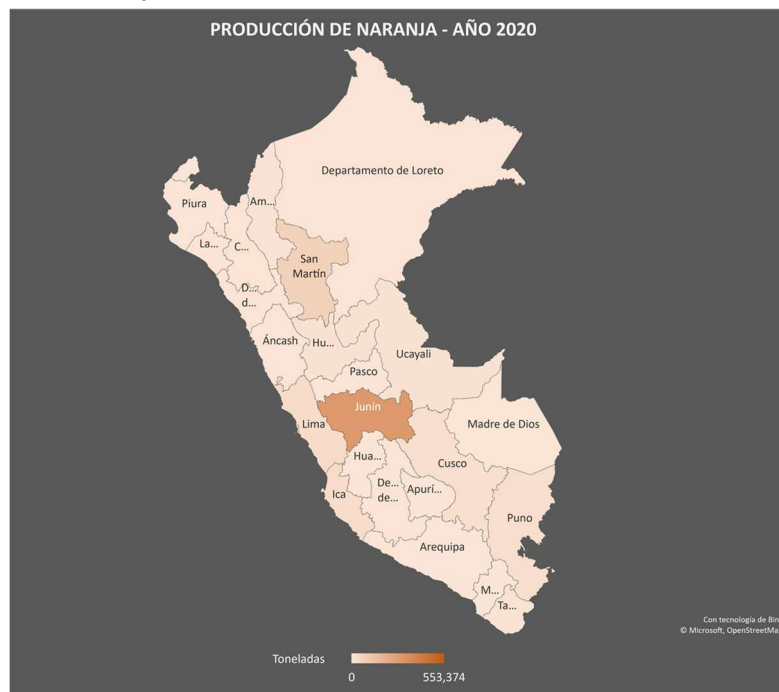 PRODUCCIÓN DE NARANJA - AÑO 2020
Departamento de Loreto
Piura
Am...
La...
C...
San
Martín
D...
d...
Áncash
Hu...
Ucayali
Pasco
Junín
Lima
Madre de Dios
Hua...
Cusco
De...
de...
Apurí...
Ica
Puno
Arequipa
M...
Ta...
Con tecnología de Bin
© Microsoft, OpenStreetMa
Toneladas
0
553,374